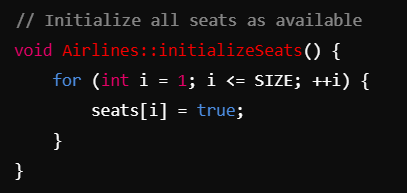 // Initialize all seats as available
void Airlines::initializeSeats() {
    for (int i = 1; i <= SIZE; ++i) {
        seats[i] = true;
    }
}